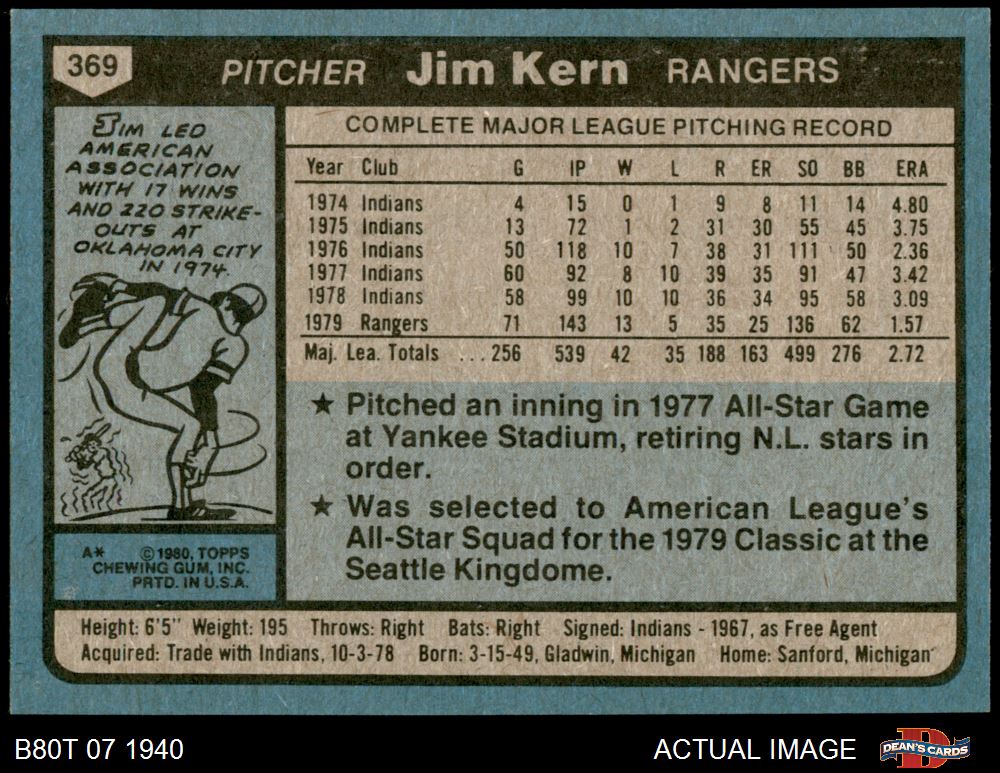 369 PITCHER Jim Kern RANGERS
JIM LED
AMERICAN
ASSOCIATION
WITH 17 WINS
AND 220 STRIKE-
OUTS AT
OKLAHOMA CITY
IN 1974.
A* © 1980, TOPPS
CHEWING GUM, INC.
PRTD. IN U.S.A.
COMPLETE MAJOR LEAGUE PITCHING RECORD
Year Club G IP W L R ER SO BB ERA
1974 Indians 4 15 0 1 9 8 11 14 4.80
1975 Indians 13 72 1 2 31 30 55 45 3.75
1976 Indians 50 118 10 7 38 31 111 50 2.36
1977 Indians 60 92 8 10 39 35 91 47 3.42
1978 Indians 58 99 10 10 36 34 95 58 3.09
1979 Rangers 71 143 13 5 35 25 136 62 1.57
Maj. Lea. Totals ... 256 539 42 35 188 163 499 276 2.72
★ Pitched an inning in 1977 All-Star Game
at Yankee Stadium, retiring N.L. stars in
order.
★ Was selected to American League's
All-Star Squad for the 1979 Classic at the
Seattle Kingdome.
Height: 6'5" Weight: 195 Throws: Right Bats: Right Signed: Indians - 1967, as Free Agent
Acquired: Trade with Indians, 10-3-78 Born: 3-15-49, Gladwin, Michigan Home: Sanford, Michigan
B80T 07 1940 ACTUAL IMAGE DEAN'S CARDS